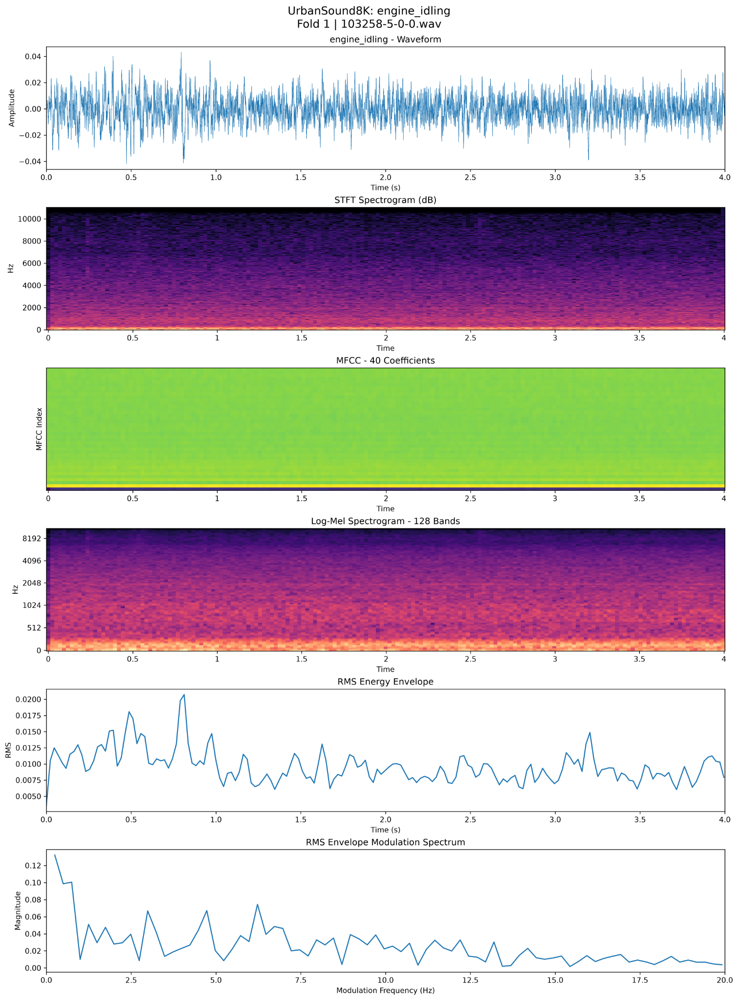 UrbanSound8K: engine_idling
Fold 1 | 103258-5-0-0.wav
engine_idling - Waveform
0.04
0.02
0.00
−0.02
−0.04
Amplitude
0.0 0.5 1.0 1.5 2.0 2.5 3.0 3.5 4.0
Time (s)
STFT Spectrogram (dB)
10000
8000
6000
4000
2000
0
Hz
0 0.5 1 1.5 2 2.5 3 3.5 4
Time
MFCC - 40 Coefficients
MFCC Index
0 0.5 1 1.5 2 2.5 3 3.5 4
Time
Log-Mel Spectrogram - 128 Bands
8192
4096
2048
1024
512
0
Hz
0 0.5 1 1.5 2 2.5 3 3.5 4
Time
RMS Energy Envelope
0.0200
0.0175
0.0150
0.0125
0.0100
0.0075
0.0050
RMS
0.0 0.5 1.0 1.5 2.0 2.5 3.0 3.5 4.0
Time (s)
RMS Envelope Modulation Spectrum
0.12
0.10
0.08
0.06
0.04
0.02
0.00
Magnitude
0.0 2.5 5.0 7.5 10.0 12.5 15.0 17.5 20.0
Modulation Frequency (Hz)